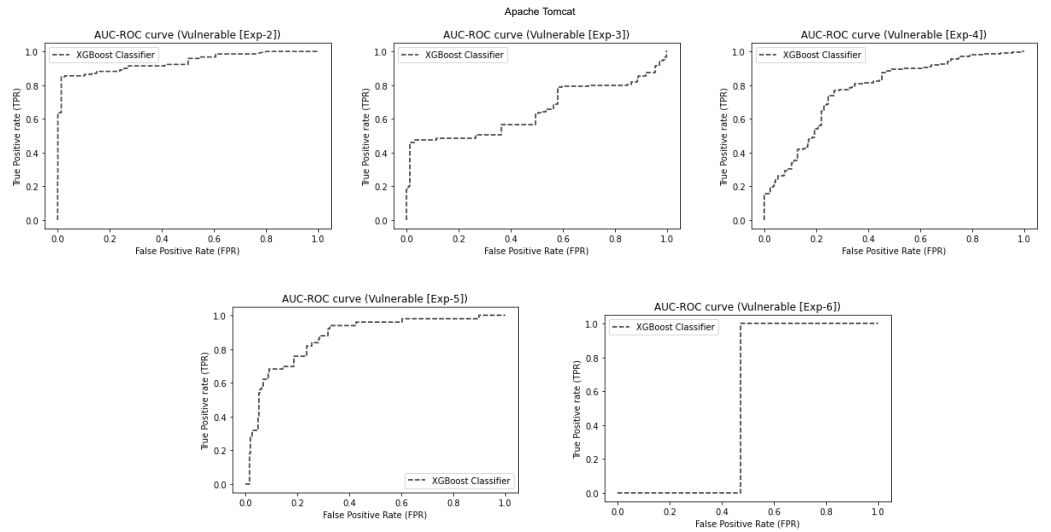 Apache Tomcat
AUC-ROC curve (Vulnerable [Exp-2])
XGBoost Classifier
True Positive rate (TPR)
1.0
0.8
0.6
0.4
0.2
0.0
0.0 0.2 0.4 0.6 0.8 1.0
False Positive Rate (FPR)
AUC-ROC curve (Vulnerable [Exp-3])
XGBoost Classifier
True Positive rate (TPR)
1.0
0.8
0.6
0.4
0.2
0.0
0.0 0.2 0.4 0.6 0.8 1.0
False Positive Rate (FPR)
AUC-ROC curve (Vulnerable [Exp-4])
XGBoost Classifier
True Positive rate (TPR)
1.0
0.8
0.6
0.4
0.2
0.0
0.0 0.2 0.4 0.6 0.8 1.0
False Positive Rate (FPR)
AUC-ROC curve (Vulnerable [Exp-5])
True Positive rate (TPR)
1.0
0.8
0.6
0.4
0.2
0.0
XGBoost Classifier
0.0 0.2 0.4 0.6 0.8 1.0
False Positive Rate (FPR)
AUC-ROC curve (Vulnerable [Exp-6])
XGBoost Classifier
True Positive rate (TPR)
1.0
0.8
0.6
0.4
0.2
0.0
0.0 0.2 0.4 0.6 0.8 1.0
False Positive Rate (FPR)